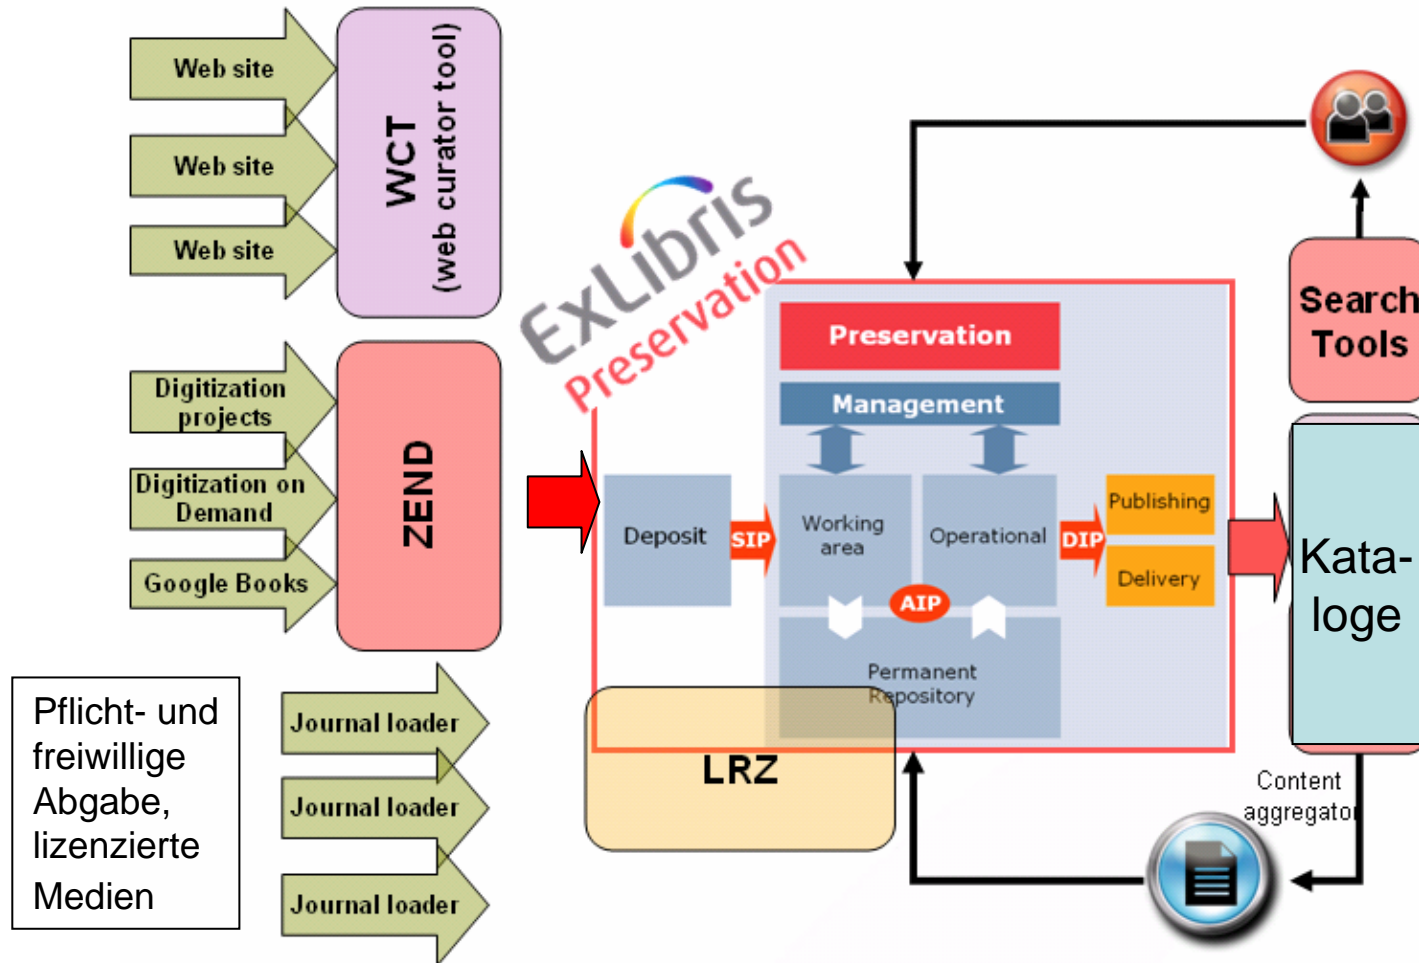 Web site
Web site
Web site
WCT
(web curator tool)
Digitization
projects
Digitization on
Demand
Google Books
ZEND
Pflicht- und
freiwillige
Abgabe,
lizenzierte
Medien
Journal loader
Journal loader
Journal loader
ExLibris
Preservation
Preservation
Management
Deposit
SIP
Working
area
Operational
AIP
DIP
Publishing
Delivery
Permanent
Repository
LRZ
Search
Tools
Kata-
loge
Content
aggregator